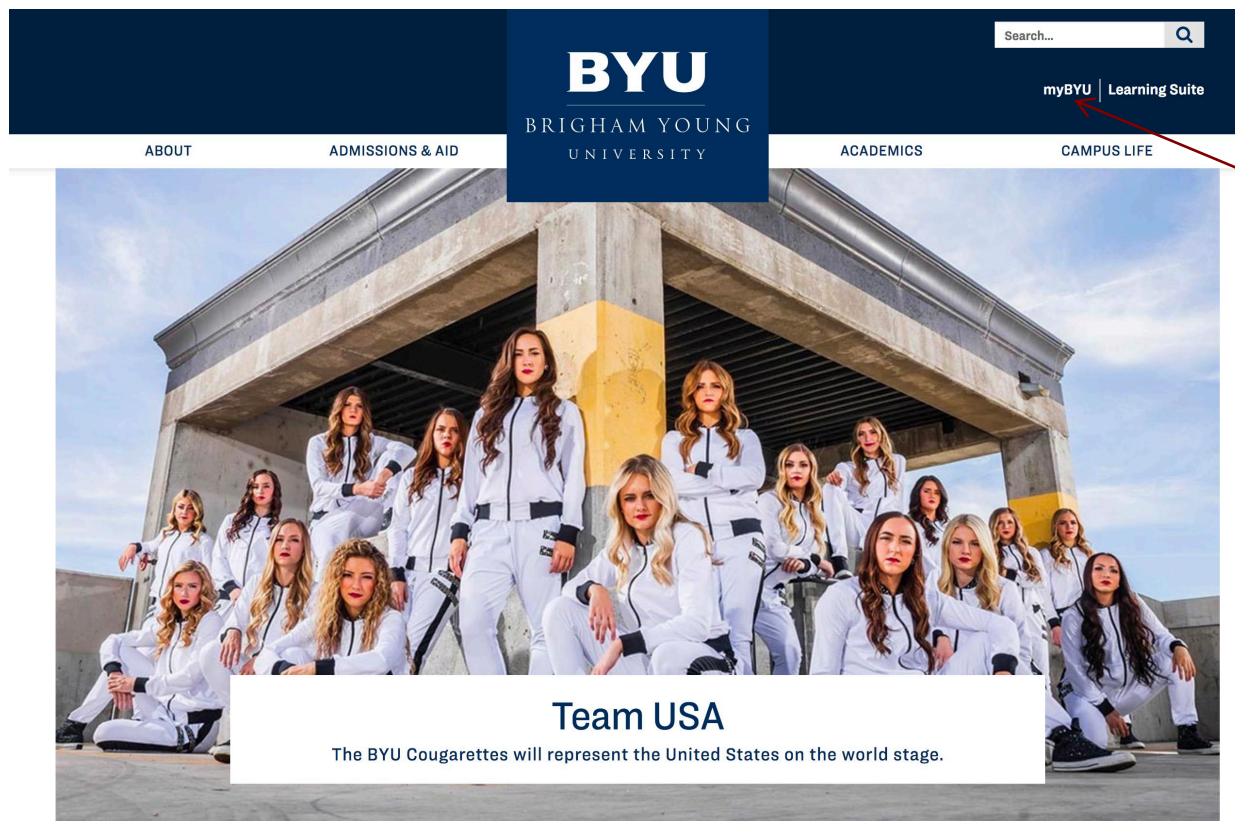 Search...
BYU
BRIGHAM YOUNG
UNIVERSITY
myBYU | Learning Suite
ABOUT
ADMISSIONS & AID
ACADEMICS
CAMPUS LIFE
Team USA
The BYU Cougarettes will represent the United States on the world stage.